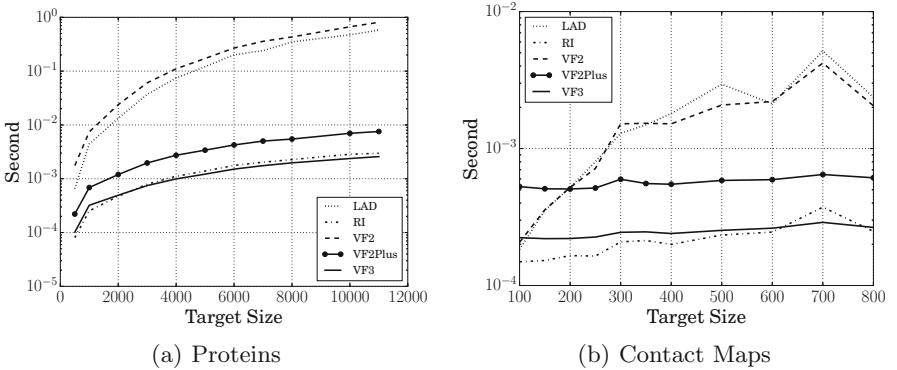 10^0
10^-1
10^-2
10^-3
10^-4
10^-5
Second
LAD
RI
VF2
VF2Plus
VF3
0 2000 4000 6000 8000 10000 12000
Target Size
(a) Proteins
10^-2
10^-3
10^-4
Second
LAD
RI
VF2
VF2Plus
VF3
100 200 300 400 500 600 700 800
Target Size
(b) Contact Maps